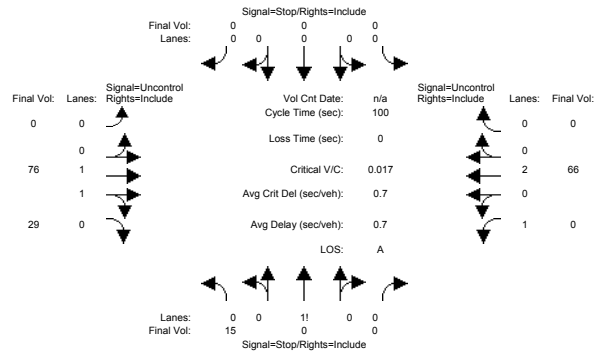 Signal=Stop/Rights=Include
Final Vol: 0 0 0
Lanes: 0 0 0 0 0
Signal=Uncontrol
Final Vol: Lanes: Rights=Include
Vol Cnt Date: n/a
Signal=Uncontrol
Rights=Include Lanes: Final Vol:
Cycle Time (sec): 100
0 0
0 0
Loss Time (sec): 0
0
0
76 1
Critical V/C: 0.017
2 66
1
Avg Crit Del (sec/veh): 0.7
0
29 0
Avg Delay (sec/veh): 0.7
1 0
LOS: A
Lanes: 0 0 1! 0 0
Final Vol: 15 0 0
Signal=Stop/Rights=Include